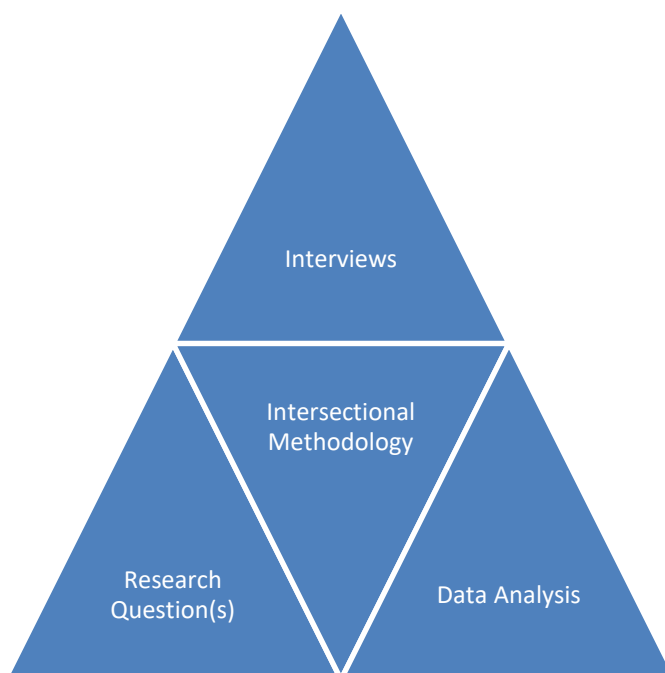 Interviews
Intersectional
Methodology
Research
Question(s)
Data Analysis